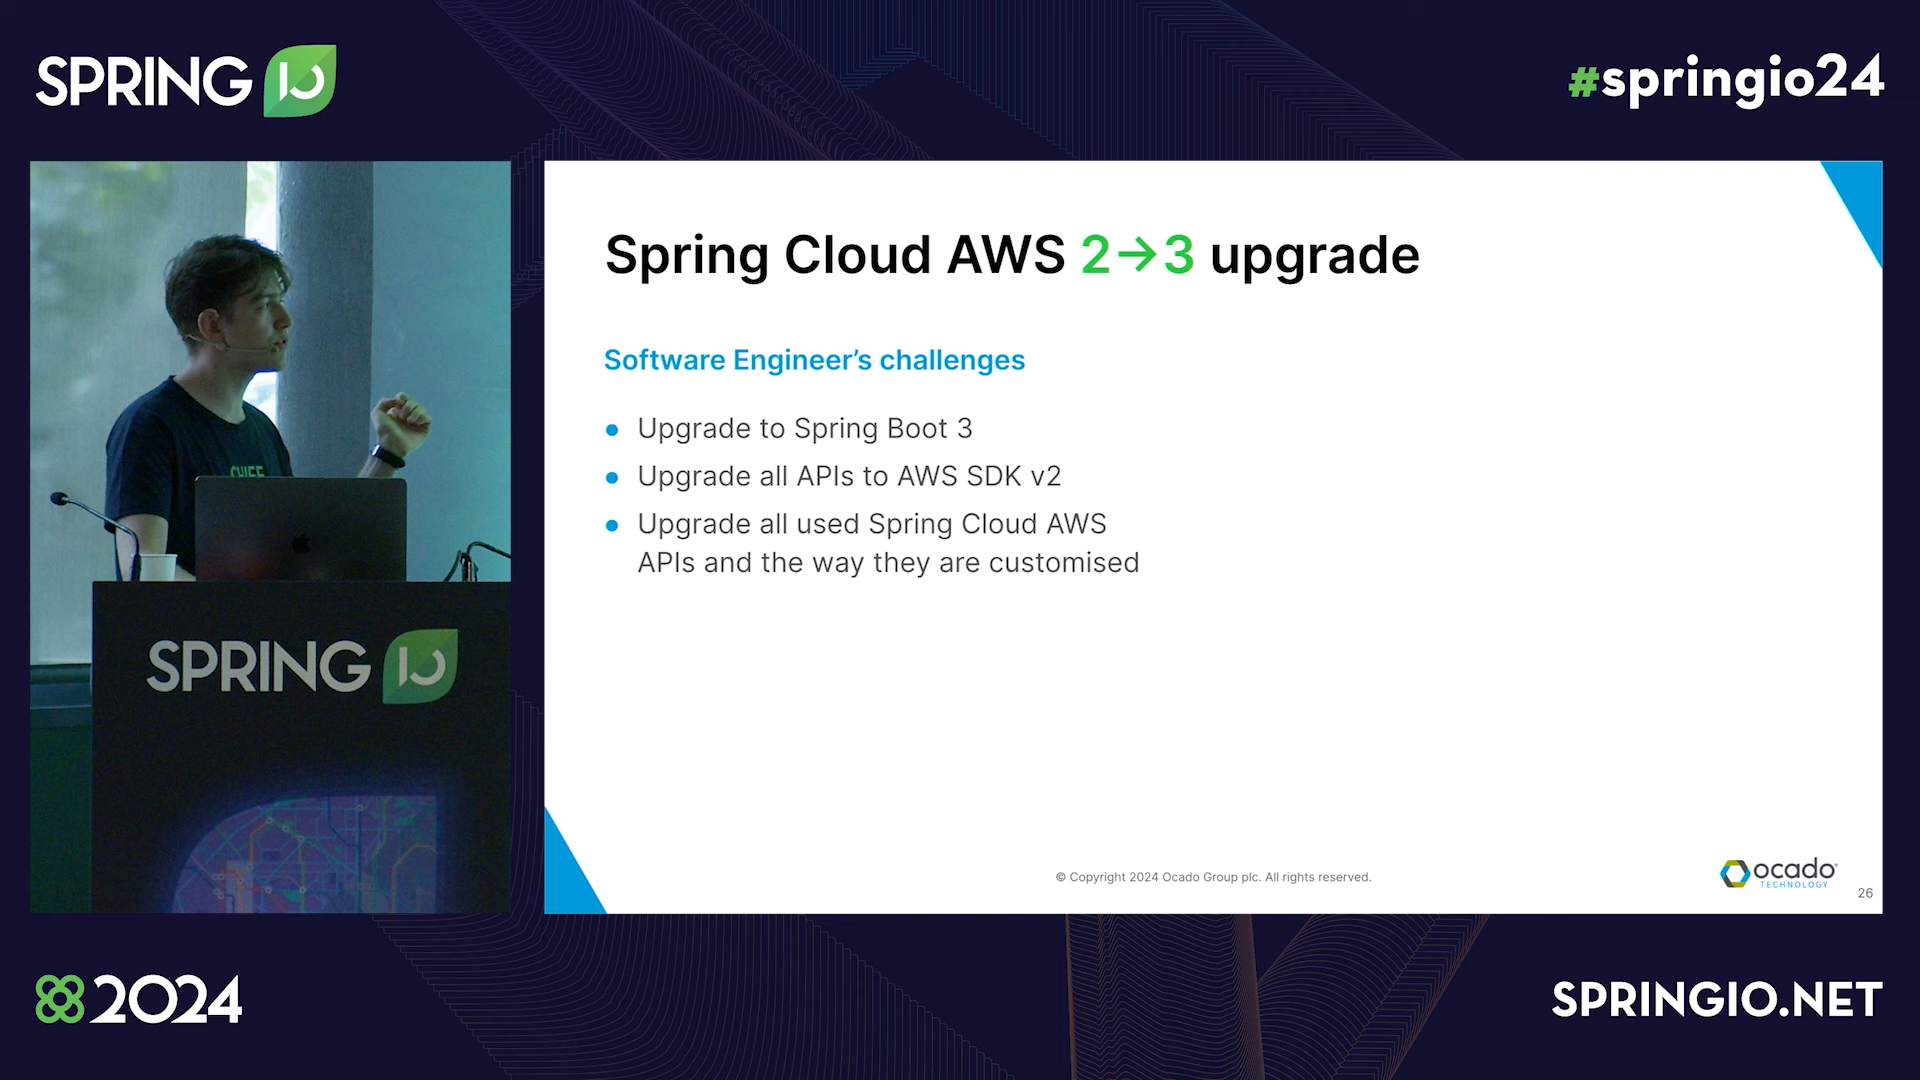 SPRING IO
#springio24
Spring Cloud AWS 2→3 upgrade
Software Engineer's challenges
• Upgrade to Spring Boot 3
• Upgrade all APIs to AWS SDK v2
• Upgrade all used Spring Cloud AWS
APIs and the way they are customised
© Copyright 2024 Ocado Group plc. All rights reserved.
ocado
TECHNOLOGY
26
CHIEF
SPRING IO
2024
SPRINGIO.NET